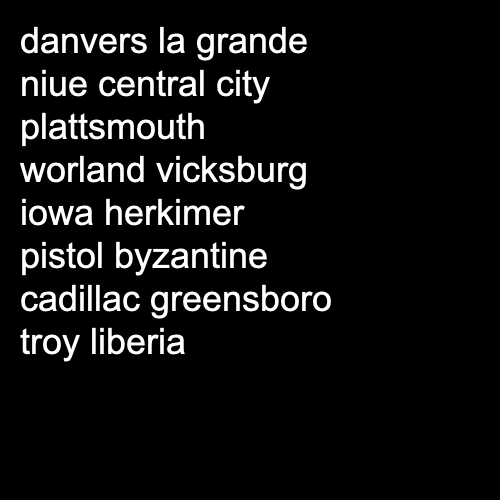 danvers la grande
niue central city
plattsmouth
worland vicksburg
iowa herkimer
pistol byzantine
cadillac greensboro
troy liberia